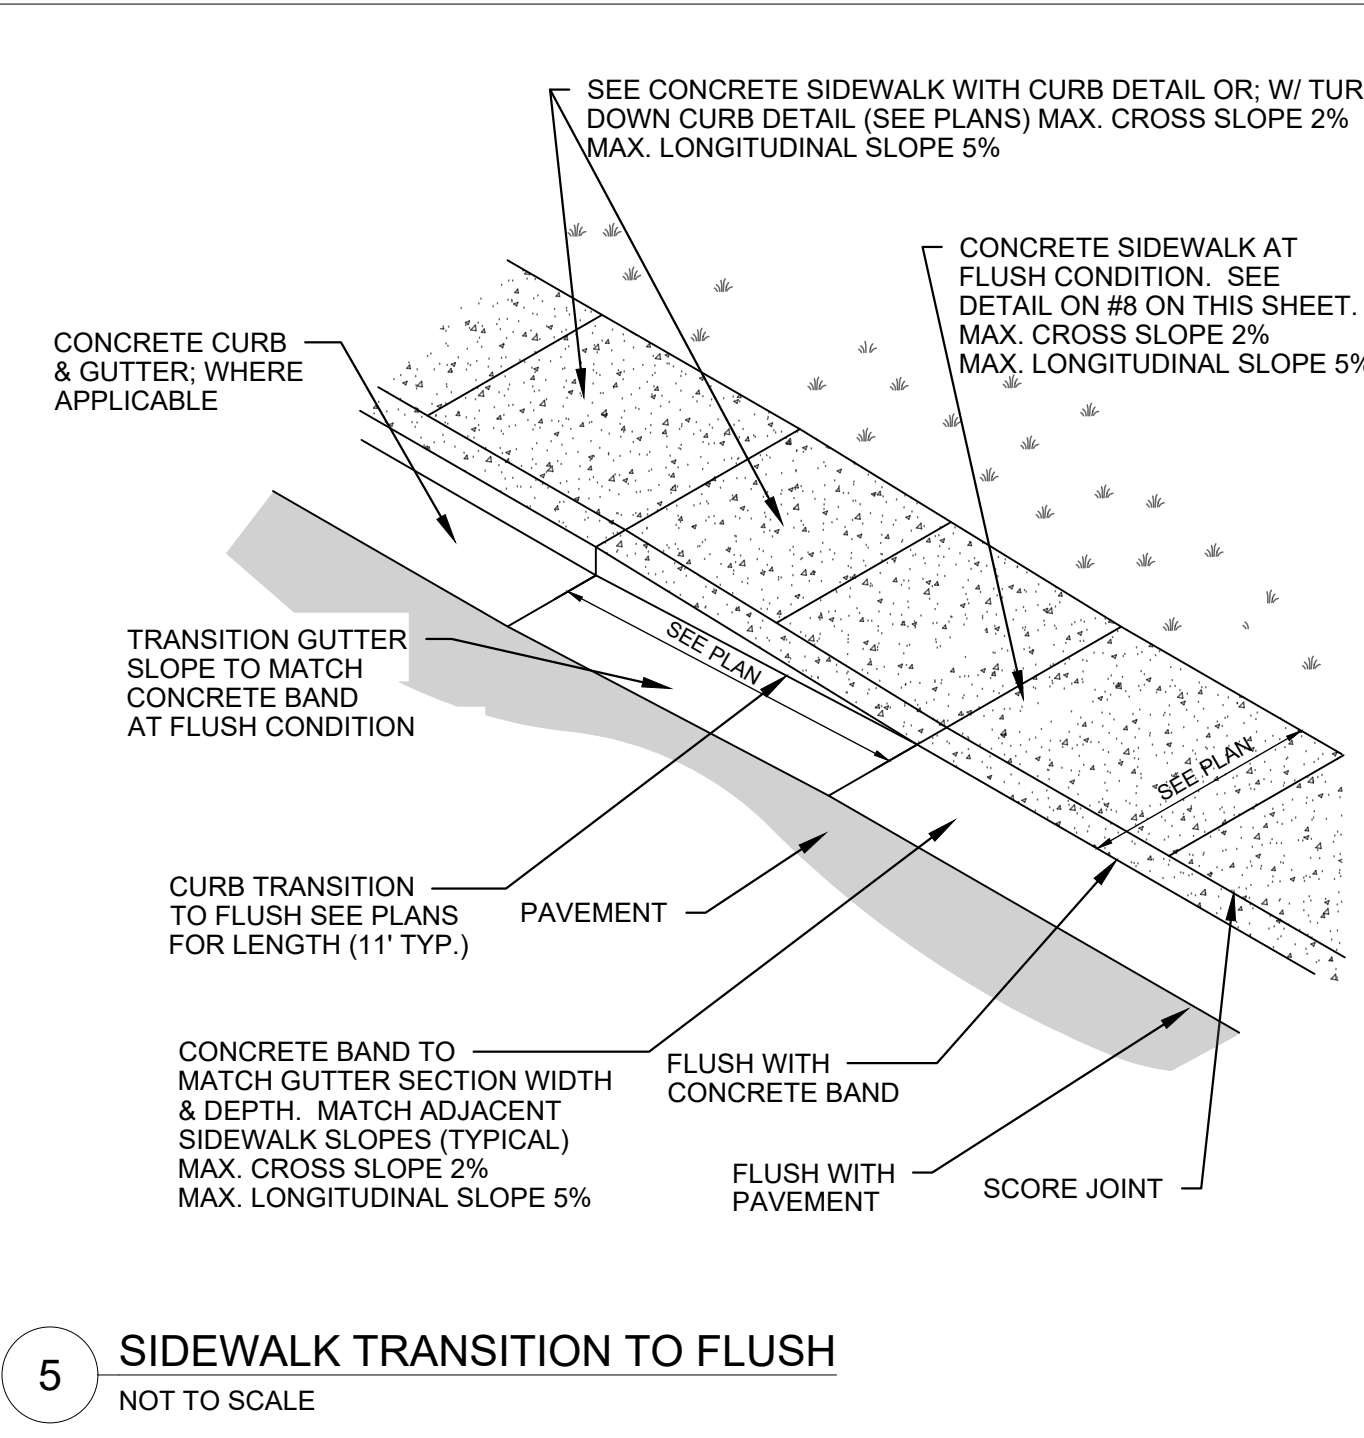 SEE CONCRETE SIDEWALK WITH CURB DETAIL OR; W/ TUR
DOWN CURB DETAIL (SEE PLANS) MAX. CROSS SLOPE 2%
MAX. LONGITUDINAL SLOPE 5%
CONCRETE SIDEWALK AT
FLUSH CONDITION. SEE
DETAIL ON #8 ON THIS SHEET.
MAX. CROSS SLOPE 2%
MAX. LONGITUDINAL SLOPE 5%
CONCRETE CURB
& GUTTER; WHERE
APPLICABLE
TRANSITION GUTTER
SLOPE TO MATCH
CONCRETE BAND
AT FLUSH CONDITION
SEE PLAN
SEE PLAN
CURB TRANSITION
TO FLUSH SEE PLANS
FOR LENGTH (11' TYP.)
PAVEMENT
CONCRETE BAND TO
MATCH GUTTER SECTION WIDTH
& DEPTH. MATCH ADJACENT
SIDEWALK SLOPES (TYPICAL)
MAX. CROSS SLOPE 2%
MAX. LONGITUDINAL SLOPE 5%
FLUSH WITH
CONCRETE BAND
FLUSH WITH
PAVEMENT
SCORE JOINT
5
SIDEWALK TRANSITION TO FLUSH
NOT TO SCALE